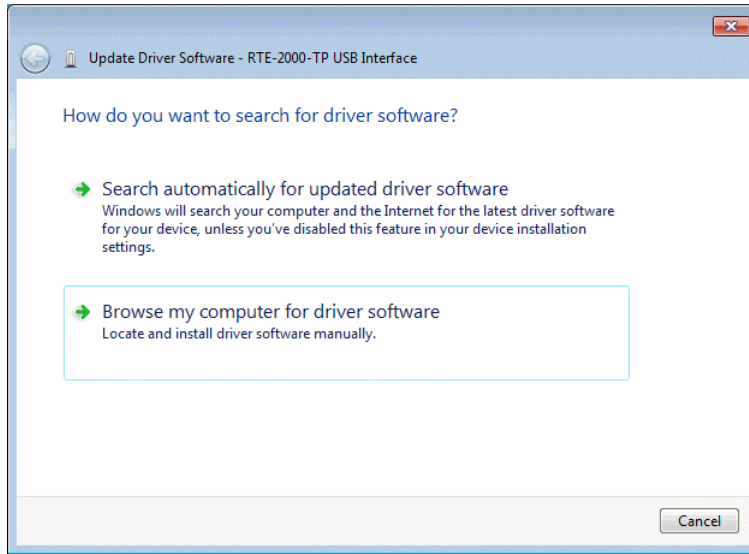 Update Driver Software - RTE-2000-TP USB Interface
How do you want to search for driver software?
Search automatically for updated driver software
Windows will search your computer and the Internet for the latest driver software
for your device, unless you've disabled this feature in your device installation
settings.
Browse my computer for driver software
Locate and install driver software manually.
Cancel